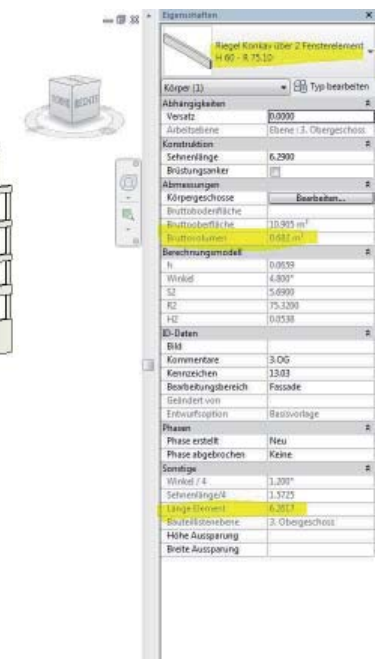 Eigenschaften
Riegel Konkav über 2 Fensterelement
H 60 - R 75.10
Körper (1)
Typ bearbeiten
Abhängigkeiten
Versatz 0.0000
Arbeitsebene Ebene : 3. Obergeschoss
Konstruktion
Sehnenlänge 6.2900
Brüstungsanker
Abmessungen
Körpergeschosse Bearbeiten...
Bruttobodenfläche
Bruttooberfläche 10.965 m²
Bruttovolumen 0.682 m³
Berechnungsmodell
h 0.0659
Winkel 4.800°
S2 5.6900
R2 75.3200
H2 0.0538
ID-Daten
Bild
Kommentare 3.OG
Kennzeichen 13.03
Bearbeitungsbereich Fassade
Geändert von
Entwurfsoption Basisvorlage
Phasen
Phase erstellt Neu
Phase abgebrochen Keine
Sonstige
Winkel / 4 1.200°
Sehnenlänge/4 1.5725
Länge Element
Bauteillistenebene 3. Obergeschoss
Höhe Aussparung
Breite Aussparung
RECHTS